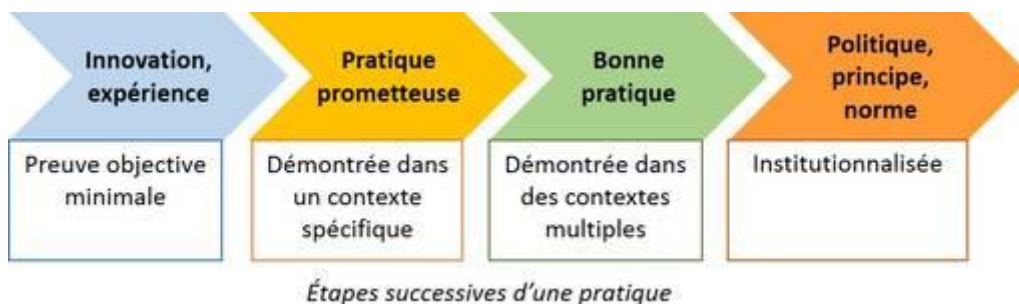 Innovation,
expérience
Pratique
prometteuse
Bonne
pratique
Politique,
principe,
norme
Preuve objective
minimale
Démontrée dans
un contexte
spécifique
Démontrée dans
des contextes
multiples
Institutionnalisée
Étapes successives d'une pratique